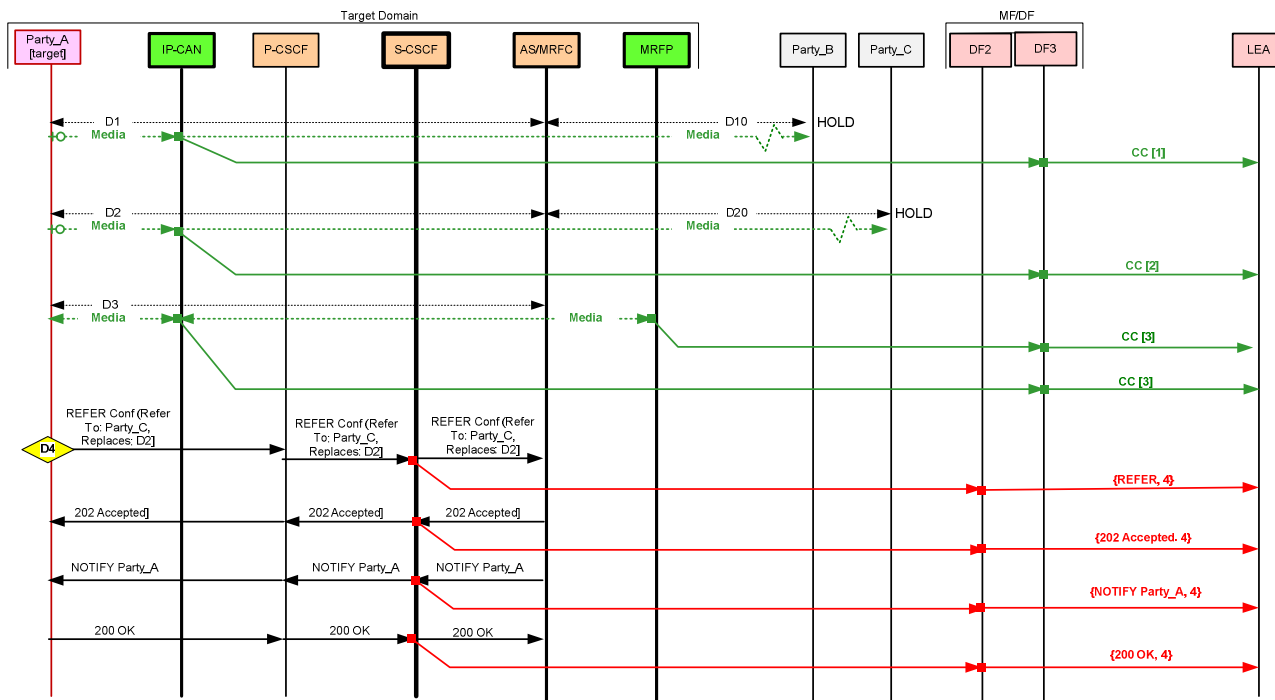 Target Domain
MF/DF
Party_A
[target]
IP-CAN
P-CSCF
S-CSCF
AS/MRFC
MRFP
Party_B
Party_C
DF2
DF3
LEA
D1
D10
HOLD
Media
Media
CC [1]
D2
D20
HOLD
Media
Media
CC [2]
D3
Media
Media
CC [3]
CC [3]
D4
REFER Conf (Refer
To: Party_C,
Replaces: D2]
REFER Conf (Refer
To: Party_C,
Replaces: D2]
REFER Conf (Refer
To: Party_C,
Replaces: D2]
{REFER, 4}
202 Accepted]
202 Accepted]
202 Accepted]
{202 Accepted. 4}
NOTIFY Party_A
NOTIFY Party_A
NOTIFY Party_A
{NOTIFY Party_A, 4}
200 OK
200 OK
200 OK
{200 OK, 4}